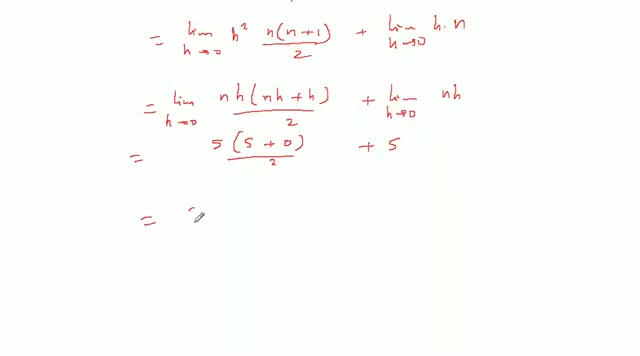 = lim h→0 h² n(n+1)/2 + lim h→0 h·n
= lim h→0 nh(nh+h)/2 + lim h→0 nh
= 5(5+0)/2 + 5
=